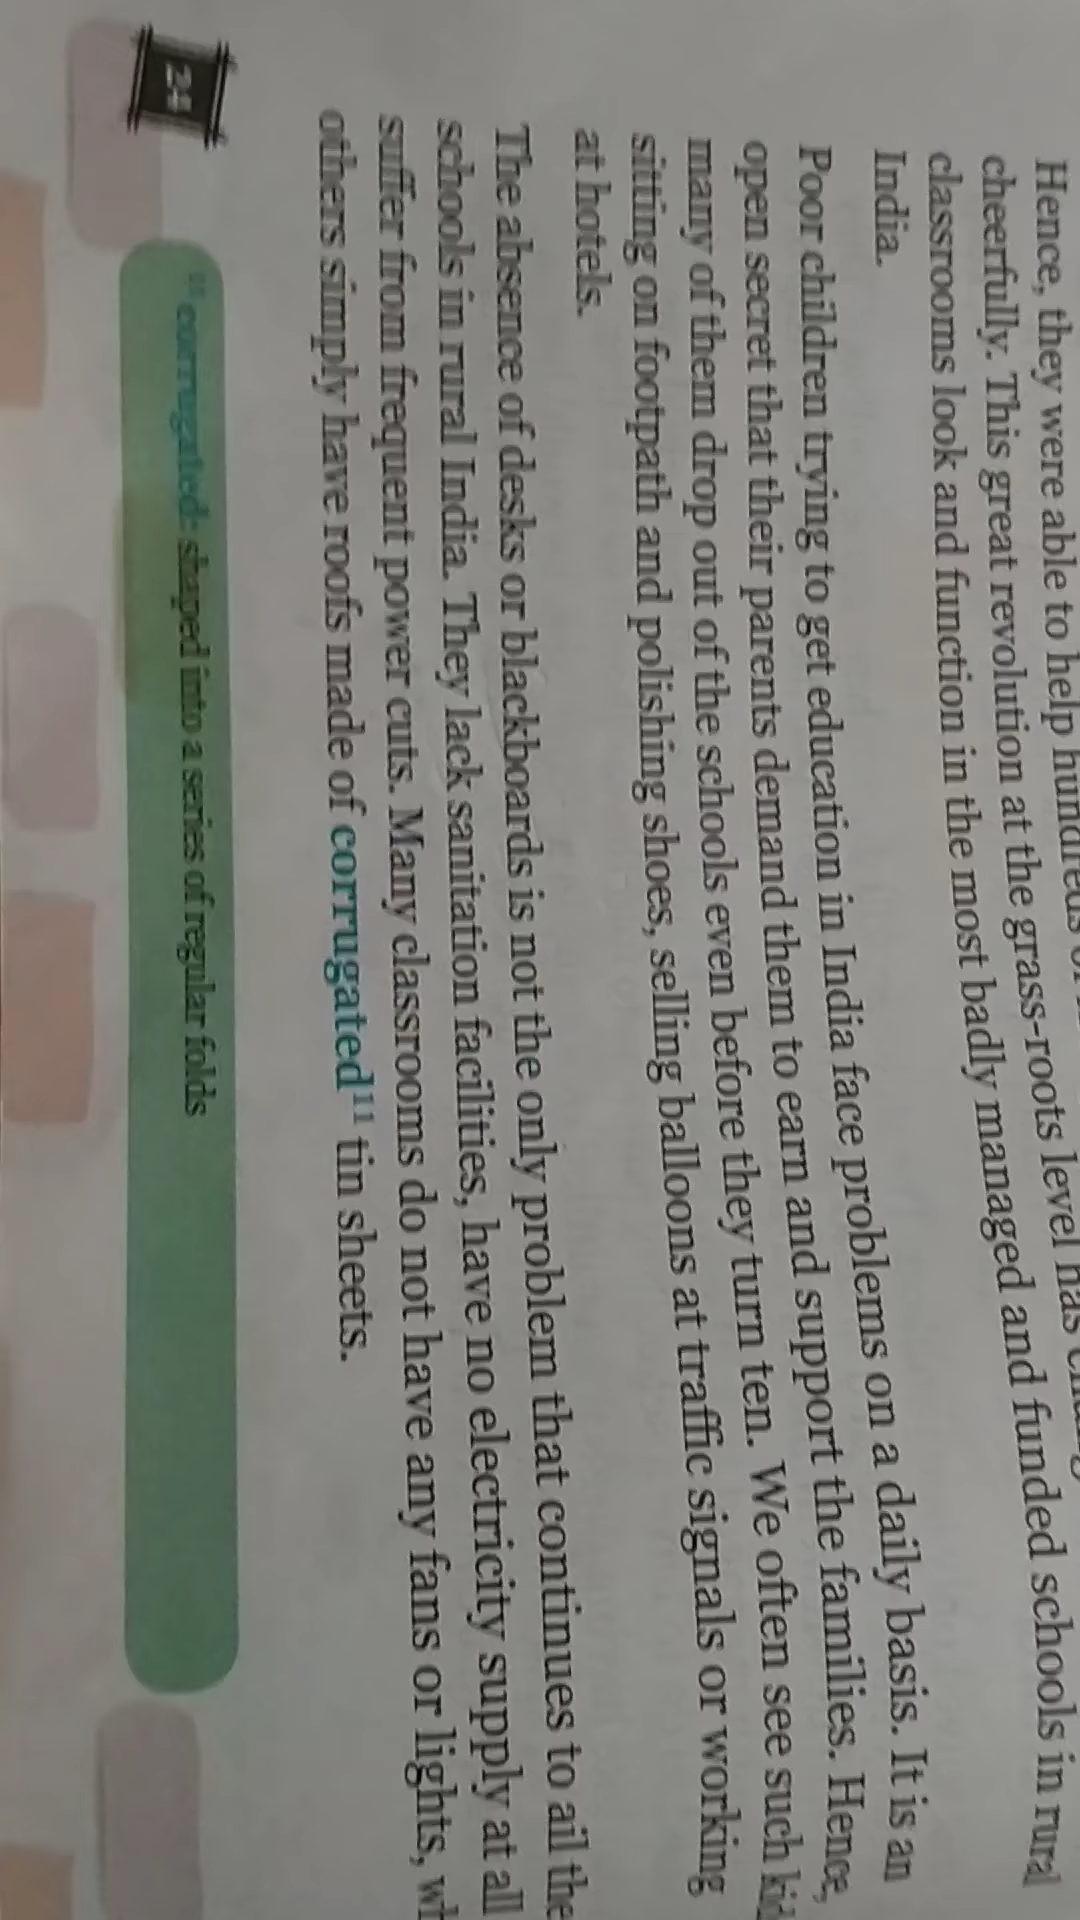 Hence, they were able to help hundreds of
cheerfully. This great revolution at the grass-roots level has
classrooms look and function in the most badly managed and funded schools in rural
India.
Poor children trying to get education in India face problems on a daily basis. It is an
open secret that their parents demand them to earn and support the families. Hence,
many of them drop out of the schools even before they turn ten. We often see such
sitting on footpath and polishing shoes, selling balloons at traffic signals or working
at hotels.
The absence of desks or blackboards is not the only problem that continues to ail the
schools in rural India. They lack sanitation facilities, have no electricity supply at all
suffer from frequent power cuts. Many classrooms do not have any fans or lights,
others simply have roofs made of corrugated¹¹ tin sheets.
¹¹ corrugated: shaped into a series of regular folds
24